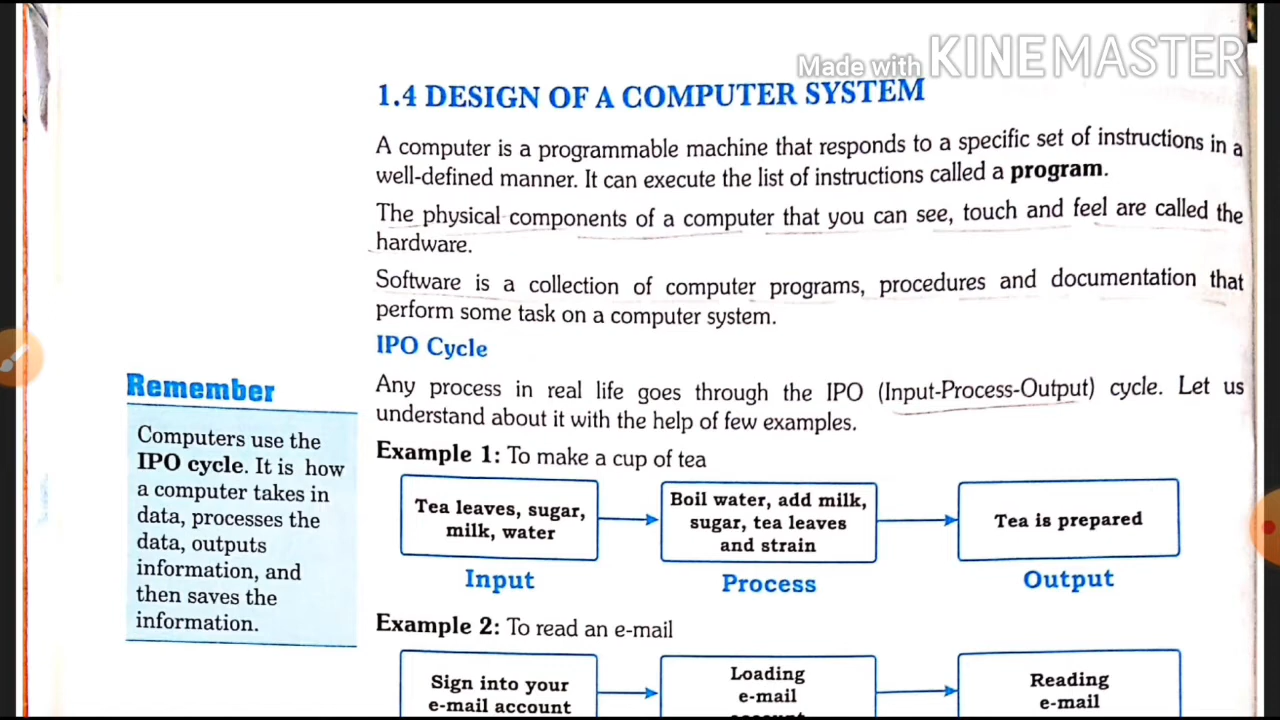 Made with KINEMASTER
1.4 DESIGN OF A COMPUTER SYSTEM
A computer is a programmable machine that responds to a specific set of instructions in a
well-defined manner. It can execute the list of instructions called a program.
The physical components of a computer that you can see, touch and feel are called the
hardware.
Software is a collection of computer programs, procedures and documentation that
perform some task on a computer system.
IPO Cycle
Any process in real life goes through the IPO (Input-Process-Output) cycle. Let us
understand about it with the help of few examples.
Remember
Computers use the
IPO cycle. It is how
a computer takes in
data, processes the
data, outputs
information, and
then saves the
information.
Example 1: To make a cup of tea
Tea leaves, sugar,
milk, water
Input
Boil water, add milk,
sugar, tea leaves
and strain
Process
Tea is prepared
Output
Example 2: To read an e-mail
Sign into your
e-mail account
Loading
e-mail
Reading
e-mail